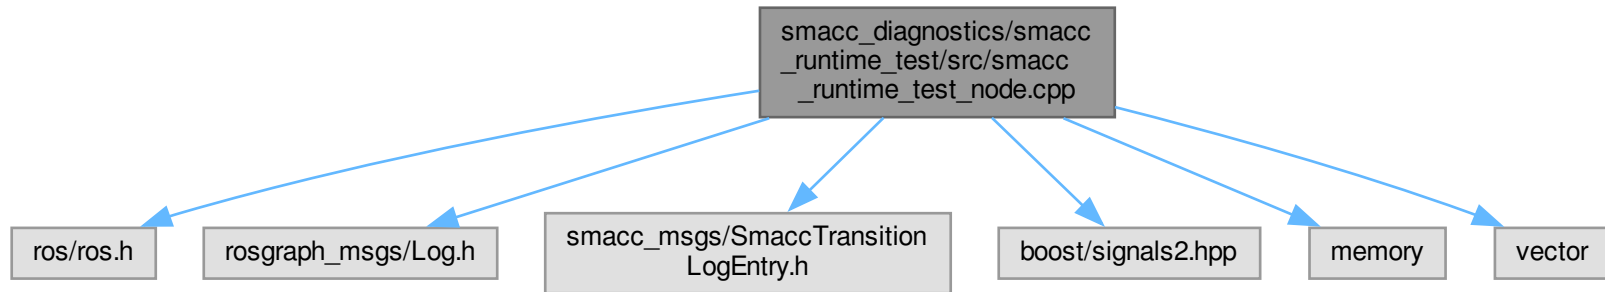 smacc_diagnostics/smacc
_runtime_test/src/smacc
_runtime_test_node.cpp
ros/ros.h
rosgraph_msgs/Log.h
smacc_msgs/SmaccTransition
LogEntry.h
boost/signals2.hpp
memory
vector